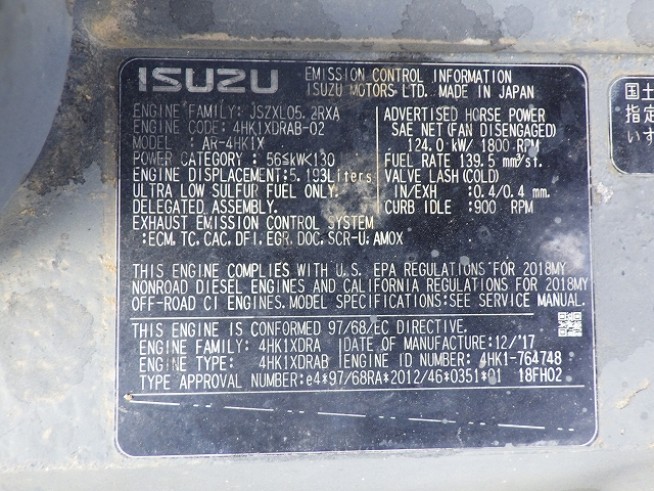 ISUZU
EMISSION CONTROL INFORMATION
ISUZU MOTORS LTD. MADE IN JAPAN
ENGINE FAMILY: JSZXL05.2RXA
ENGINE CODE: 4HK1XDRAB-02
MODEL : AR-4HK1X
POWER CATEGORY : 56≤kW<130
ENGINE DISPLACEMENT:5.193Liters
ULTRA LOW SULFUR FUEL ONLY.
DELEGATED ASSEMBLY.
EXHAUST EMISSION CONTROL SYSTEM
:ECM, TC, CAC, DFI, EGR, DOC, SCR-U, AMOX
ADVERTISED HORSE POWER
SAE NET (FAN DISENGAGED)
124.0 kW/ 1800 RPM
FUEL RATE 139.5 mm³/st.
VALVE LASH (COLD)
IN/EXH :0.4/0.4 mm.
CURB IDLE :900 RPM
THIS ENGINE COMPLIES WITH U.S. EPA REGULATIONS FOR 2018MY
NONROAD DIESEL ENGINES AND CALIFORNIA REGULATIONS FOR 2018MY
OFF-ROAD CI ENGINES. MODEL SPECIFICATIONS:SEE SERVICE MANUAL.
THIS ENGINE IS CONFORMED 97/68/EC DIRECTIVE.
ENGINE FAMILY: 4HK1XDRA DATE OF MANUFACTURE:12/'17
ENGINE TYPE: 4HK1XDRAB ENGINE ID NUMBER: 4HK1-764748
TYPE APPROVAL NUMBER:e4*97/68RA*2012/46*0351*01 18FH02
国土
指定
いすゞ